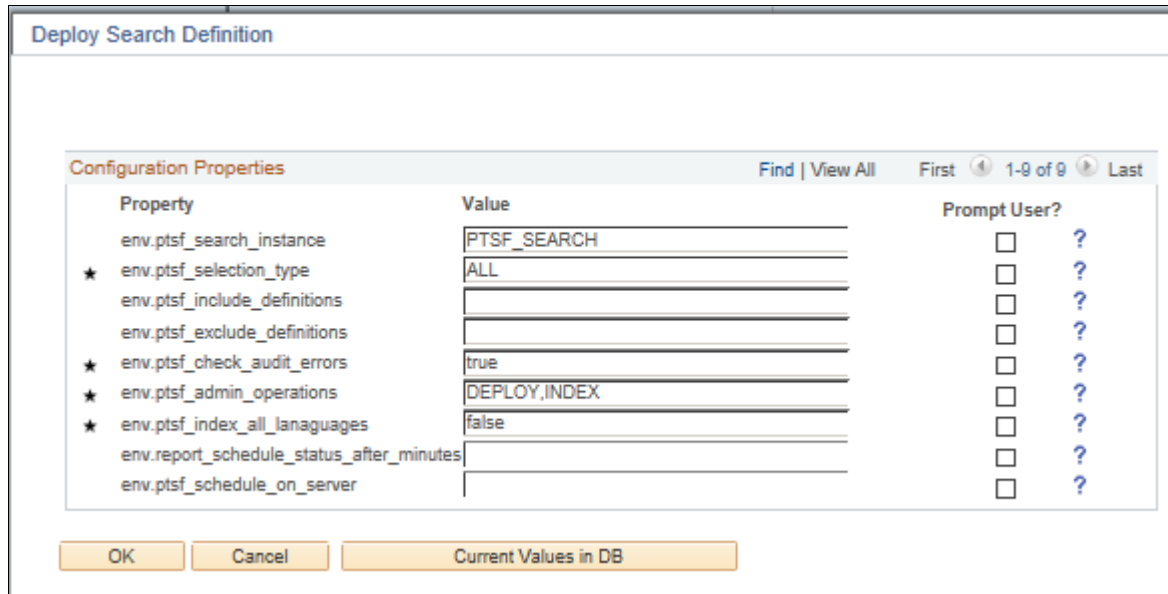 Deploy Search Definition
Configuration Properties Find | View All First 1-9 of 9 Last
Property Value Prompt User?
env.ptsf_search_instance PTSF_SEARCH ?
★ env.ptsf_selection_type ALL ?
env.ptsf_include_definitions ?
env.ptsf_exclude_definitions ?
★ env.ptsf_check_audit_errors true ?
★ env.ptsf_admin_operations DEPLOY,INDEX ?
★ env.ptsf_index_all_lanaguages false ?
env.report_schedule_status_after_minutes ?
env.ptsf_schedule_on_server ?
OK Cancel Current Values in DB